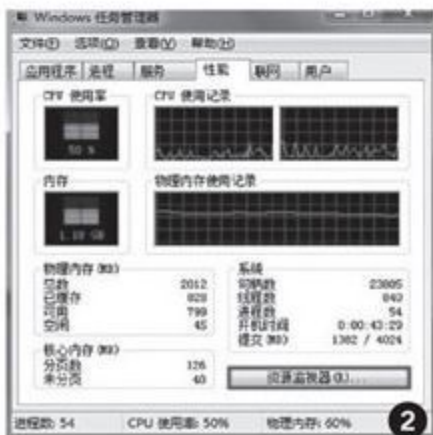 Windows 任务管理器
文件(F) 选项(O) 查看(V) 帮助(H)
应用程序 进程 服务 性能 联网 用户
CPU 使用率 CPU 使用记录
50 %
内存 物理内存使用记录
1.18 GB
物理内存 (MB) 系统
总数 2012 句柄数 23805
已缓存 828 线程数 843
可用 799 进程数 54
空闲 45 开机时间 0:00:43:29
提交 (MB) 1382 / 4024
核心内存 (MB)
分页数 126
未分页 40 资源监视器(R)...
进程数: 54 CPU 使用率: 50% 物理内存: 60% 2